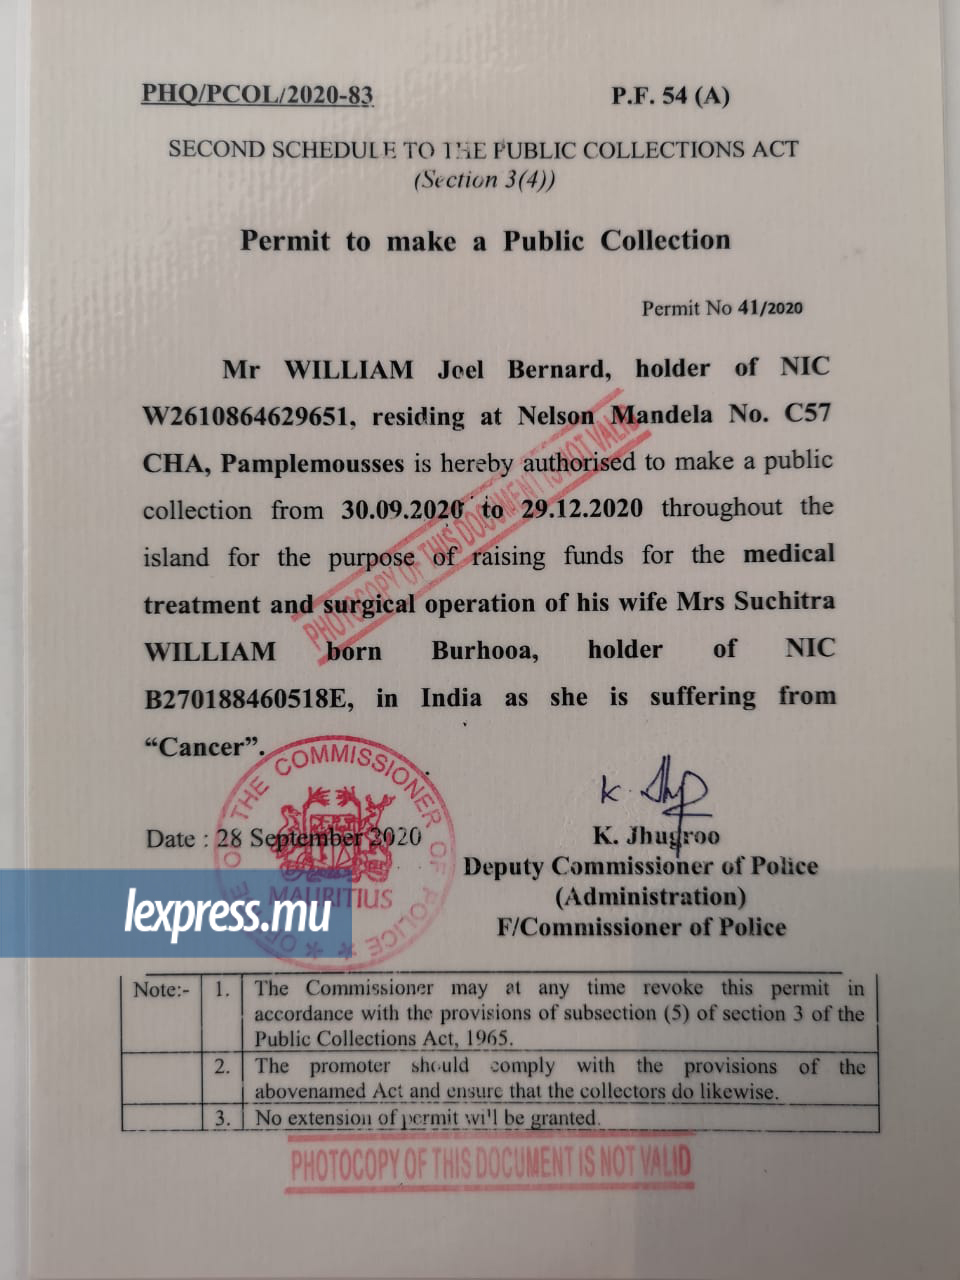 PHQ/PCOL/2020-83 P.F. 54 (A)
SECOND SCHEDULE TO THE PUBLIC COLLECTIONS ACT
(Section 3(4))
Permit to make a Public Collection
Permit No 41/2020
Mr WILLIAM Joel Bernard, holder of NIC
W2610864629651, residing at Nelson Mandela No. C57
CHA, Pamplemousses is hereby authorised to make a public
collection from 30.09.2020 to 29.12.2020 throughout the
island for the purpose of raising funds for the medical
treatment and surgical operation of his wife Mrs Suchitra
WILLIAM born Burhooa, holder of NIC
B270188460518E, in India as she is suffering from
“Cancer”.
PHOTOCOPY OF THIS DOCUMENT IS NOT VALID
Date : 28 September 2020
OFFICE OF THE COMMISSIONER OF POLICE
MAURITIUS
K. Jhugroo
Deputy Commissioner of Police
(Administration)
F/Commissioner of Police
lexpress.mu
Note:- 1. The Commissioner may at any time revoke this permit in
accordance with the provisions of subsection (5) of section 3 of the
Public Collections Act, 1965.
2. The promoter should comply with the provisions of the
abovenamed Act and ensure that the collectors do likewise.
3. No extension of permit will be granted.
PHOTOCOPY OF THIS DOCUMENT IS NOT VALID